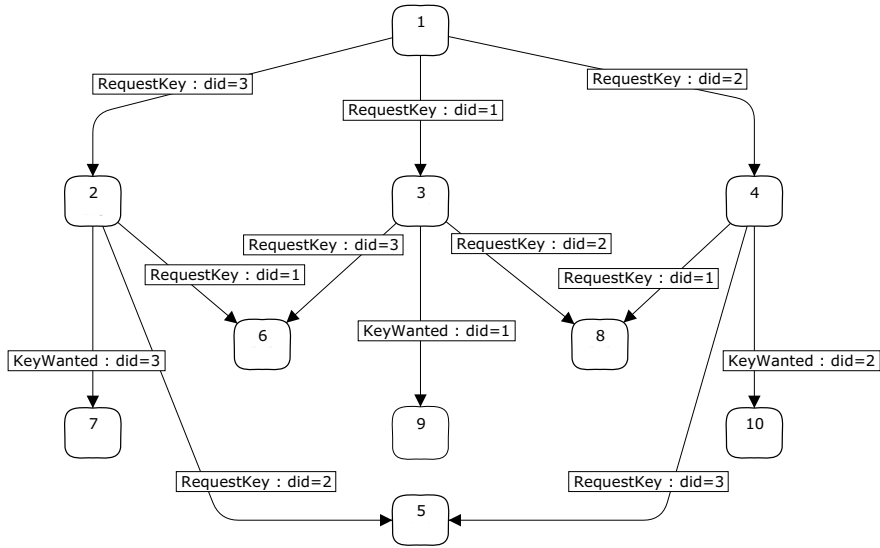 1
RequestKey : did=3
RequestKey : did=2
RequestKey : did=1
2
3
4
RequestKey : did=3
RequestKey : did=2
RequestKey : did=1
RequestKey : did=1
6
8
KeyWanted : did=1
KeyWanted : did=3
KeyWanted : did=2
7
9
10
RequestKey : did=2
RequestKey : did=3
5